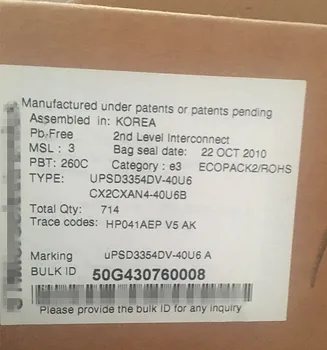 Manufactured under patents or patents pending
Assembled in: KOREA
Pb-Free 2nd Level Interconnect
MSL: 3 Bag seal date: 22 OCT 2010
PBT: 260C Category: e3 ECOPACK2/ROHS
TYPE: UPSD3354DV-40U6
CX2CXAN4-40U6B
Total Qty: 714
Trace codes: HP041AEP V5 AK
Marking uPSD3354DV-40U6 A
BULK ID 50G430760008
Please provide the bulk ID for any inquiry